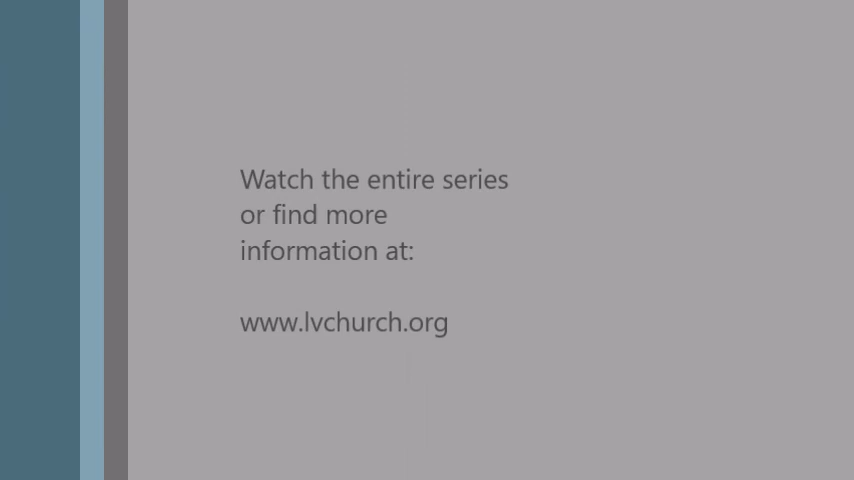 Watch the entire series
or find more
information at:
www.lvchurch.org